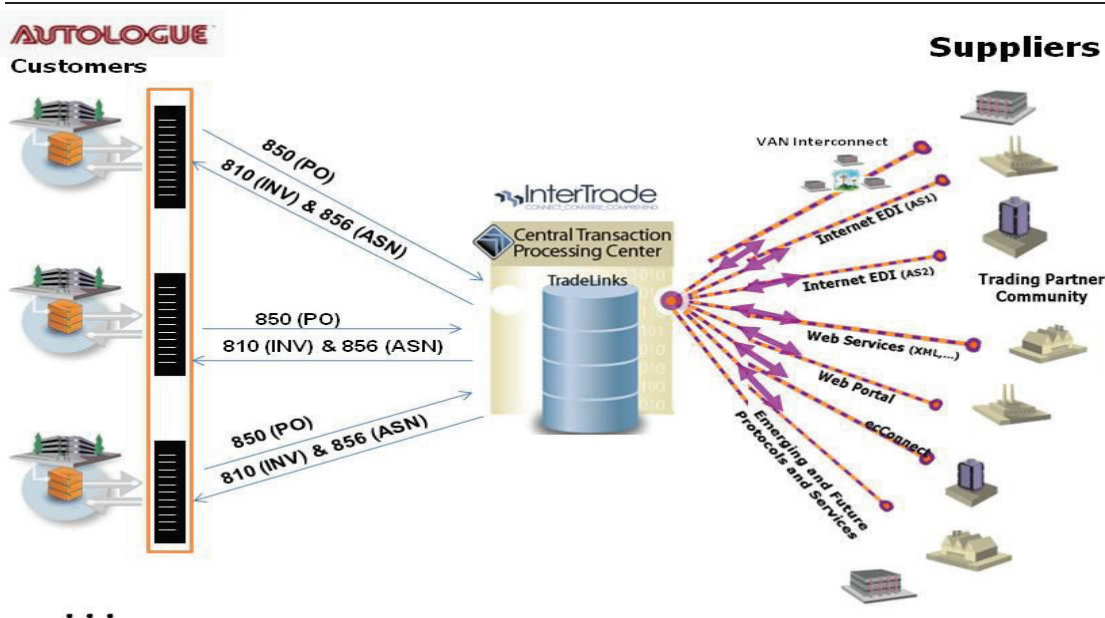 AUTOLOGUE
Customers
Suppliers
850 (PO)
810 (INV) & 856 (ASN)
850 (PO)
810 (INV) & 856 (ASN)
850 (PO)
810 (INV) & 856 (ASN)
InterTrade
CONNECT_CONVERSE_COMPREHEND
Central Transaction
Processing Center
TradeLinks
VAN Interconnect
Internet EDI (AS1)
Internet EDI (AS2)
Trading Partner
Community
Web Services (XML,...)
Web Portal
ecConnect
Emerging and Future
Protocols and Services